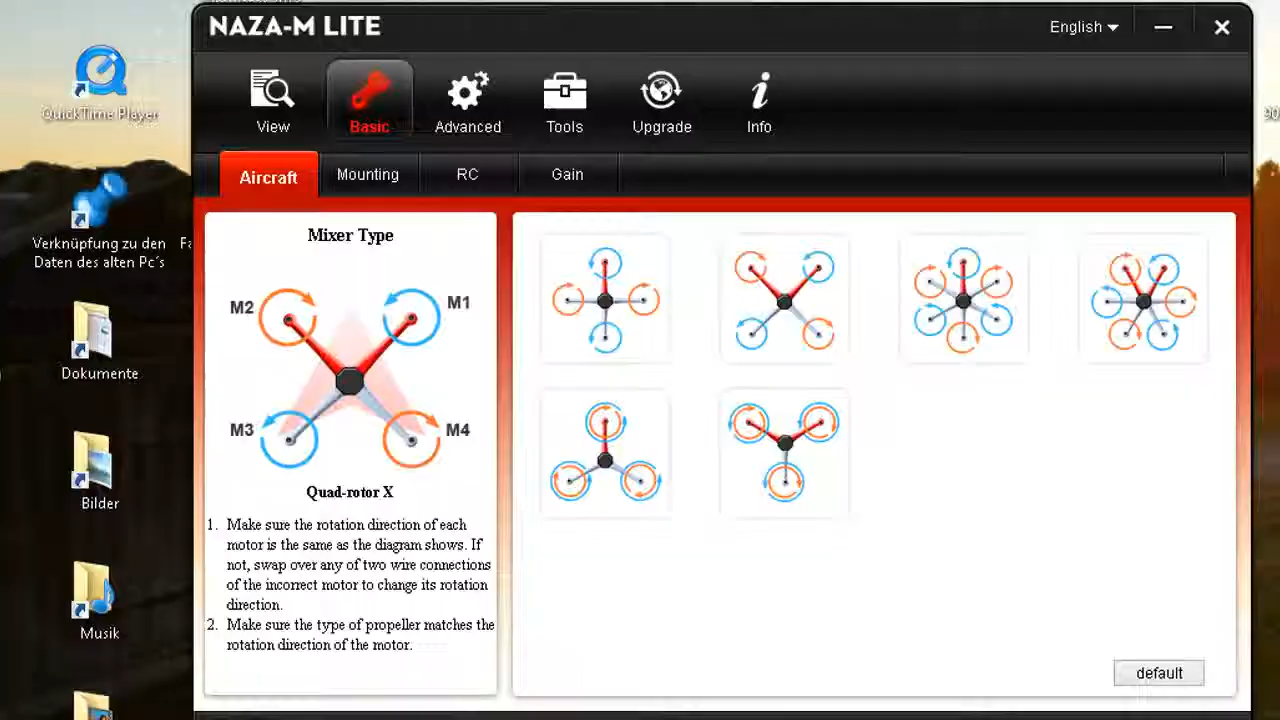 NAZA-M LITE
English
View
Basic
Advanced
Tools
Upgrade
Info
Aircraft
Mounting
RC
Gain
Mixer Type
M2
M1
M3
M4
Quad-rotor X
1. Make sure the rotation direction of each
motor is the same as the diagram shows. If
not, swap over any of two wire connections
of the incorrect motor to change its rotation
direction.
2. Make sure the type of propeller matches the
rotation direction of the motor.
default
QuickTime Player
Verknüpfung zu den
Daten des alten Pc´s
Dokumente
Bilder
Musik
90